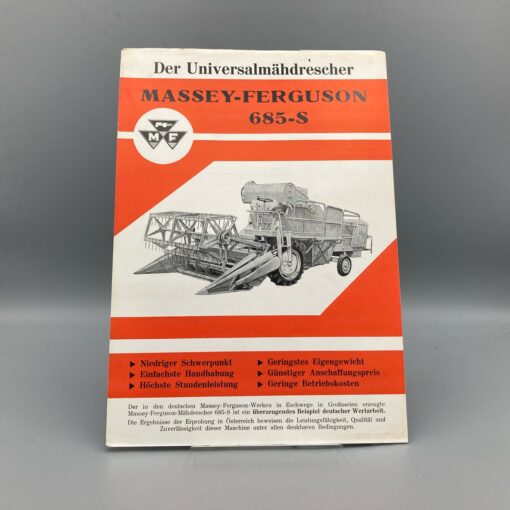 Der Universalmähdrescher
MASSEY-FERGUSON
685-S
M F
▶ Niedriger Schwerpunkt
▶ Einfachste Handhabung
▶ Höchste Stundenleistung
▶ Geringstes Eigengewicht
▶ Günstiger Anschaffungspreis
▶ Geringe Betriebskosten
Der in den deutschen Massey-Ferguson-Werken in Eschwege in Großserien erzeugte
Massey-Ferguson-Mähdrescher 685-S ist ein überzeugendes Beispiel deutscher Wertarbeit.
Die Ergebnisse der Erprobung in Österreich beweisen die Leistungsfähigkeit, Qualität und
Zuverlässigkeit dieser Maschine unter allen denkbaren Bedingungen.